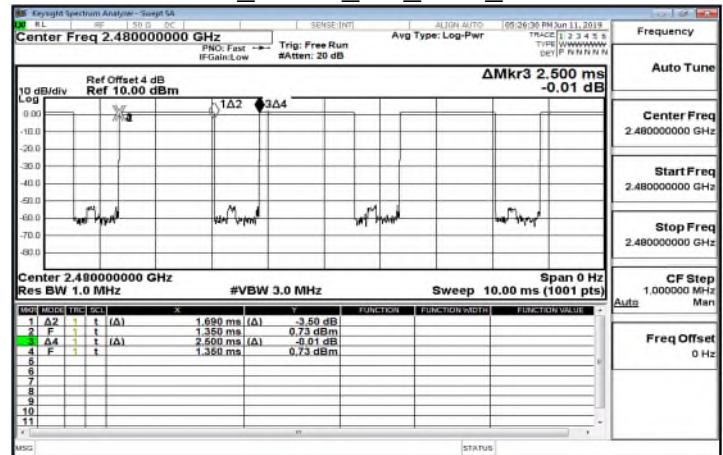 Keysight Spectrum Analyzer - Swept SA
RL RF 50 Ω DC SENSE:INT ALIGN AUTO 05:26:30 PM Jun 11, 2019
Center Freq 2.480000000 GHz
PNO: Fast
IFGain:Low
Trig: Free Run
#Atten: 20 dB
Avg Type: Log-Pwr
TRACE 1 2 3 4 5 6
TYPE WWWWWW
DET P N N N N N
Frequency
Auto Tune
Center Freq
2.480000000 GHz
Start Freq
2.480000000 GHz
Stop Freq
2.480000000 GHz
CF Step
1.000000 MHz
Auto Man
Freq Offset
0 Hz
ΔMkr3 2.500 ms
-0.01 dB
Ref Offset 4 dB
10 dB/div Ref 10.00 dBm
Log
0.00
-10.0
-20.0
-30.0
-40.0
-50.0
-60.0
-70.0
-80.0
1Δ2 3Δ4
Center 2.480000000 GHz Span 0 Hz
Res BW 1.0 MHz #VBW 3.0 MHz Sweep 10.00 ms (1001 pts)
MKR MODE TRC SCL X Y FUNCTION FUNCTION WIDTH FUNCTION VALUE
1 Δ2 1 t (Δ) 1.690 ms (Δ) -3.50 dB
2 F 1 t 1.350 ms 0.73 dBm
3 Δ4 1 t (Δ) 2.500 ms (Δ) -0.01 dB
4 F 1 t 1.350 ms 0.73 dBm
5
6
7
8
9
10
11
MSG STATUS